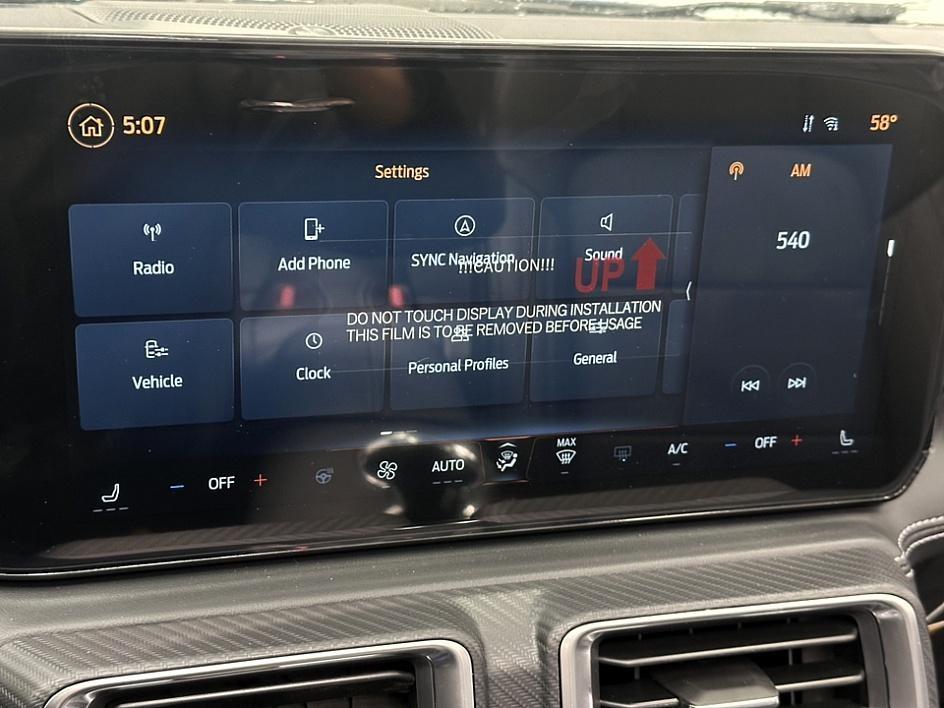 5:07
58°
Settings
AM
Radio
Add Phone
SYNC Navigation
Sound
540
!!!CAUTION!!!
UP
DO NOT TOUCH DISPLAY DURING INSTALLATION
THIS FILM IS TO BE REMOVED BEFORE USAGE
Vehicle
Clock
Personal Profiles
General
OFF
AUTO
MAX
A/C
OFF